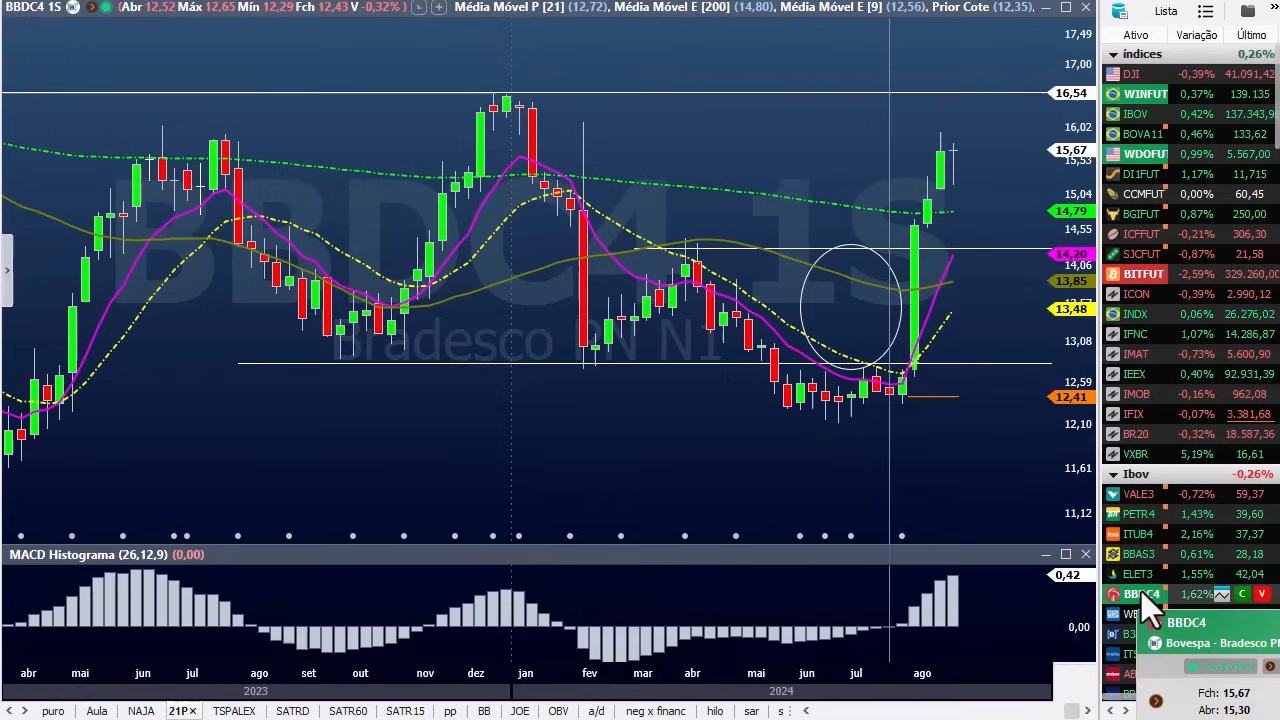 BBDC4 1S Abr 12,52 Máx 12,65 Mín 12,29 Fch 12,43 V -0,32% Média Móvel P [21] (12,72), Média Móvel E [200] (14,80), Média Móvel E [9] (12,56), Prior Cote (12,35),
17,49
17,00
16,54
16,02
15,67
15,53
15,04
14,79
14,55
14,20
14,06
13,85
13,48
13,08
12,59
12,41
12,10
11,61
11,12
BBDC4 1S
Bradesco PN N1
MACD Histograma (26,12,9) (0,00)
0,42
0,00
abr mai jun jul ago set out nov dez jan fev mar abr mai jun jul ago
2023 2024
puro Aula NAJA 21P× TSPALEX SATRD SATR60 SATR15 pp BB JOE OBV a/d neg x financ hilo sar s
Lista
Ativo Variação Último
índices 0,26%
DJI -0,39% 41.091,42
WINFUT 0,37% 139.135
IBOV 0,42% 137.343,9
BOVA11 0,46% 133,62
WDOFUT 0,99% 5.567,00
DI1FUT 1,17% 11,715
CCMFUT 0,00% 60,45
BGIFUT 0,87% 250,00
ICFFUT -0,21% 306,30
SJCFUT -0,87% 21,58
BITFUT -2,59% 329.260,00
ICON -0,39% 2.990,12
INDX 0,06% 26.276,02
IFNC 1,07% 14.286,87
IMAT -0,73% 5.600,90
IEEX 0,40% 92.931,39
IMOB -0,16% 962,08
IFIX -0,07% 3.381,68
BR20 -0,32% 18.587,36
VXBR 5,19% 16,61
Ibov -0,26%
VALE3 -0,72% 59,37
PETR4 1,43% 39,60
ITUB4 2,16% 37,37
BBAS3 0,61% 28,18
ELET3 1,55% 42,04
BBDC4 1,62% C V
BBDC4
Bovespa - Bradesco
Fch: 15,67
Abr: 15,30